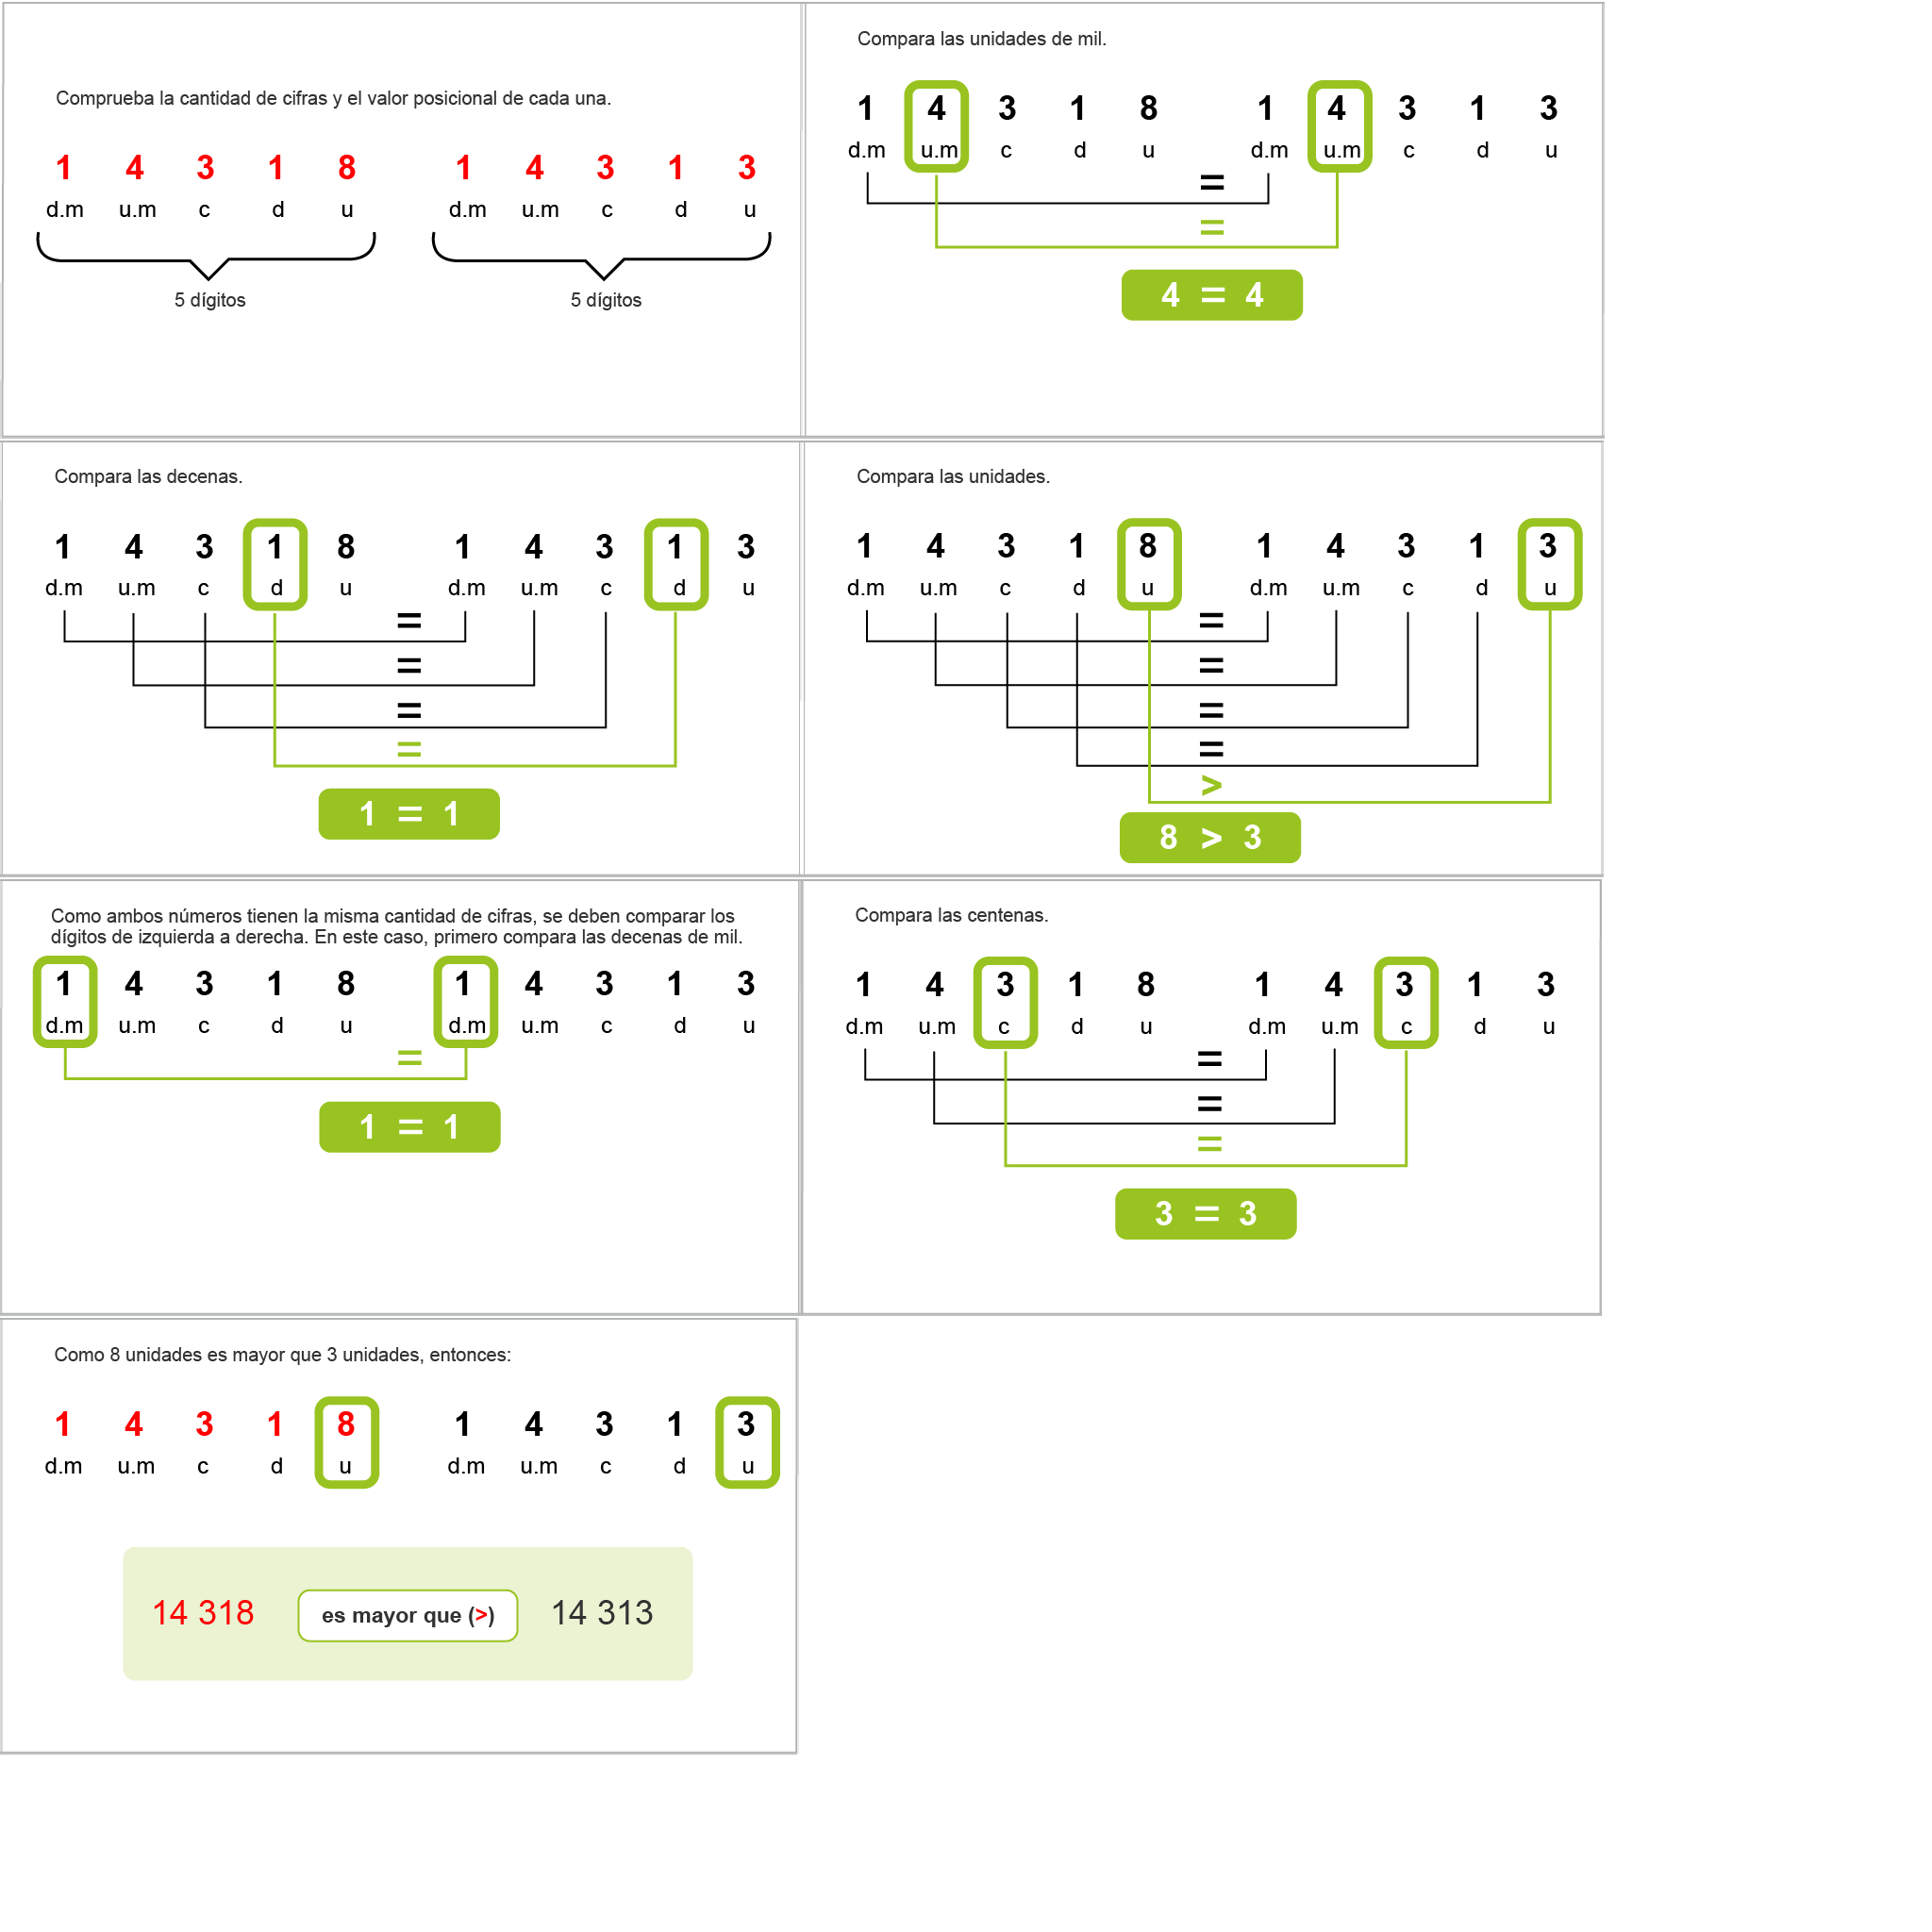 Comprueba la cantidad de cifras y el valor posicional de cada una.
1 4 3 1 8 1 4 3 1 3
d.m u.m c d u d.m u.m c d u
5 dígitos 5 dígitos
Compara las unidades de mil.
1 4 3 1 8 1 4 3 1 3
d.m u.m c d u d.m u.m c d u
=
=
4 = 4
Compara las decenas.
1 4 3 1 8 1 4 3 1 3
d.m u.m c d u d.m u.m c d u
=
=
=
=
1 = 1
Compara las unidades.
1 4 3 1 8 1 4 3 1 3
d.m u.m c d u d.m u.m c d u
=
=
=
=
>
8 > 3
Como ambos números tienen la misma cantidad de cifras, se deben comparar los
dígitos de izquierda a derecha. En este caso, primero compara las decenas de mil.
1 4 3 1 8 1 4 3 1 3
d.m u.m c d u d.m u.m c d u
=
1 = 1
Compara las centenas.
1 4 3 1 8 1 4 3 1 3
d.m u.m c d u d.m u.m c d u
=
=
=
3 = 3
Como 8 unidades es mayor que 3 unidades, entonces:
1 4 3 1 8 1 4 3 1 3
d.m u.m c d u d.m u.m c d u
14 318 es mayor que (>) 14 313